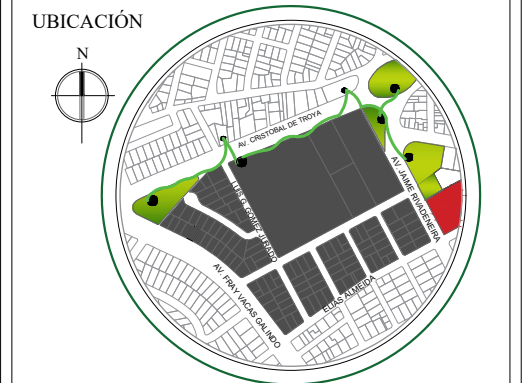 UBICACIÓN
N
AV. CRISTOBAL DE TROYA
LUIS G. GOMEZ JURADO
AV. JAIME RIVADENEIRA
AV. FRAY VACAS GALINDO
ELIAS ALMEIDA